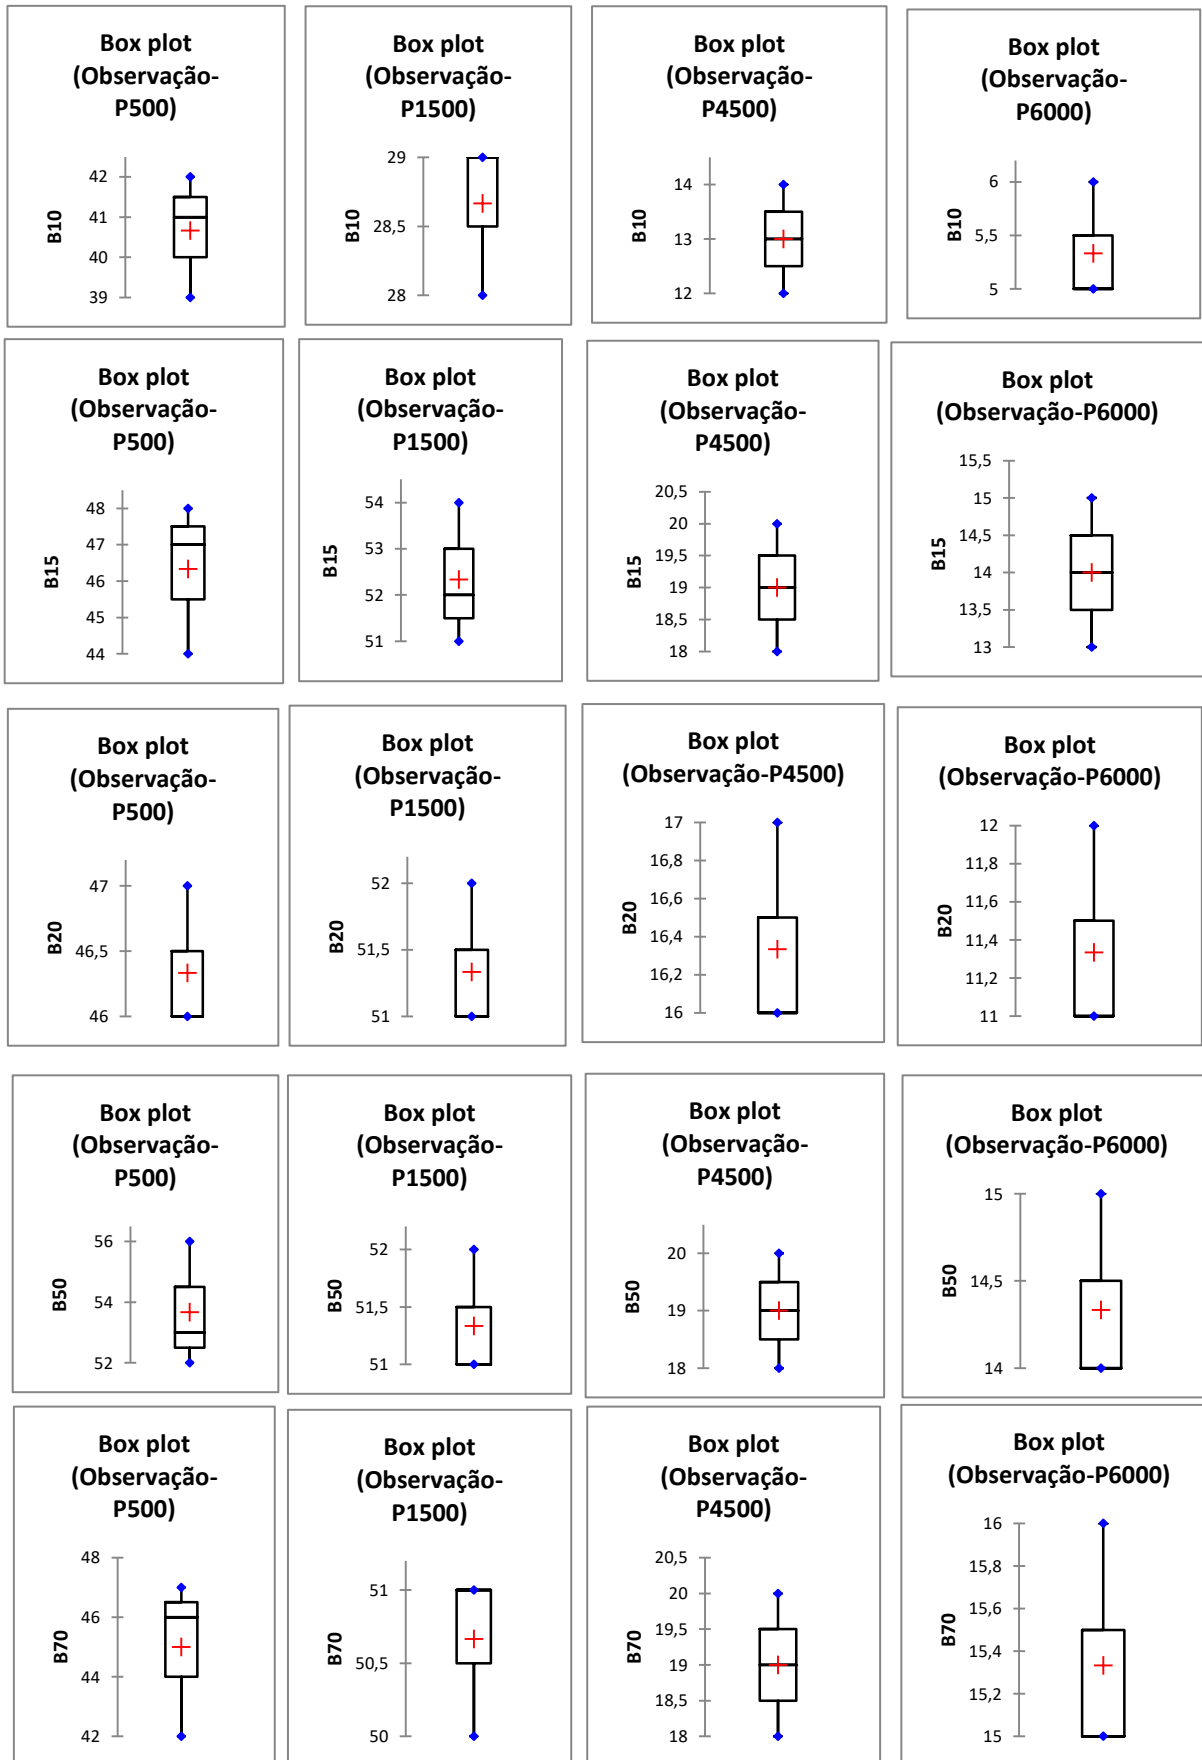 Box plot
(Observação-
P500)
B10
42
41
40
39
Box plot
(Observação-
P1500)
B10
29
28,5
28
Box plot
(Observação-
P4500)
B10
14
13
12
Box plot
(Observação-
P6000)
B10
6
5,5
5
Box plot
(Observação-
P500)
B15
48
47
46
45
44
Box plot
(Observação-
P1500)
B15
54
53
52
51
Box plot
(Observação-
P4500)
B15
20,5
20
19,5
19
18,5
18
Box plot
(Observação-P6000)
B15
15,5
15
14,5
14
13,5
13
Box plot
(Observação-
P500)
B20
47
46,5
46
Box plot
(Observação-
P1500)
B20
52
51,5
51
Box plot
(Observação-P4500)
B20
17
16,8
16,6
16,4
16,2
16
Box plot
(Observação-P6000)
B20
12
11,8
11,6
11,4
11,2
11
Box plot
(Observação-
P500)
B50
56
54
52
Box plot
(Observação-
P1500)
B50
52
51,5
51
Box plot
(Observação-
P4500)
B50
20
19
18
Box plot
(Observação-P6000)
B50
15
14,5
14
Box plot
(Observação-
P500)
B70
48
46
44
42
Box plot
(Observação-
P1500)
B70
51
50,5
50
Box plot
(Observação-
P4500)
B70
20,5
20
19,5
19
18,5
18
Box plot
(Observação-P6000)
B70
16
15,8
15,6
15,4
15,2
15